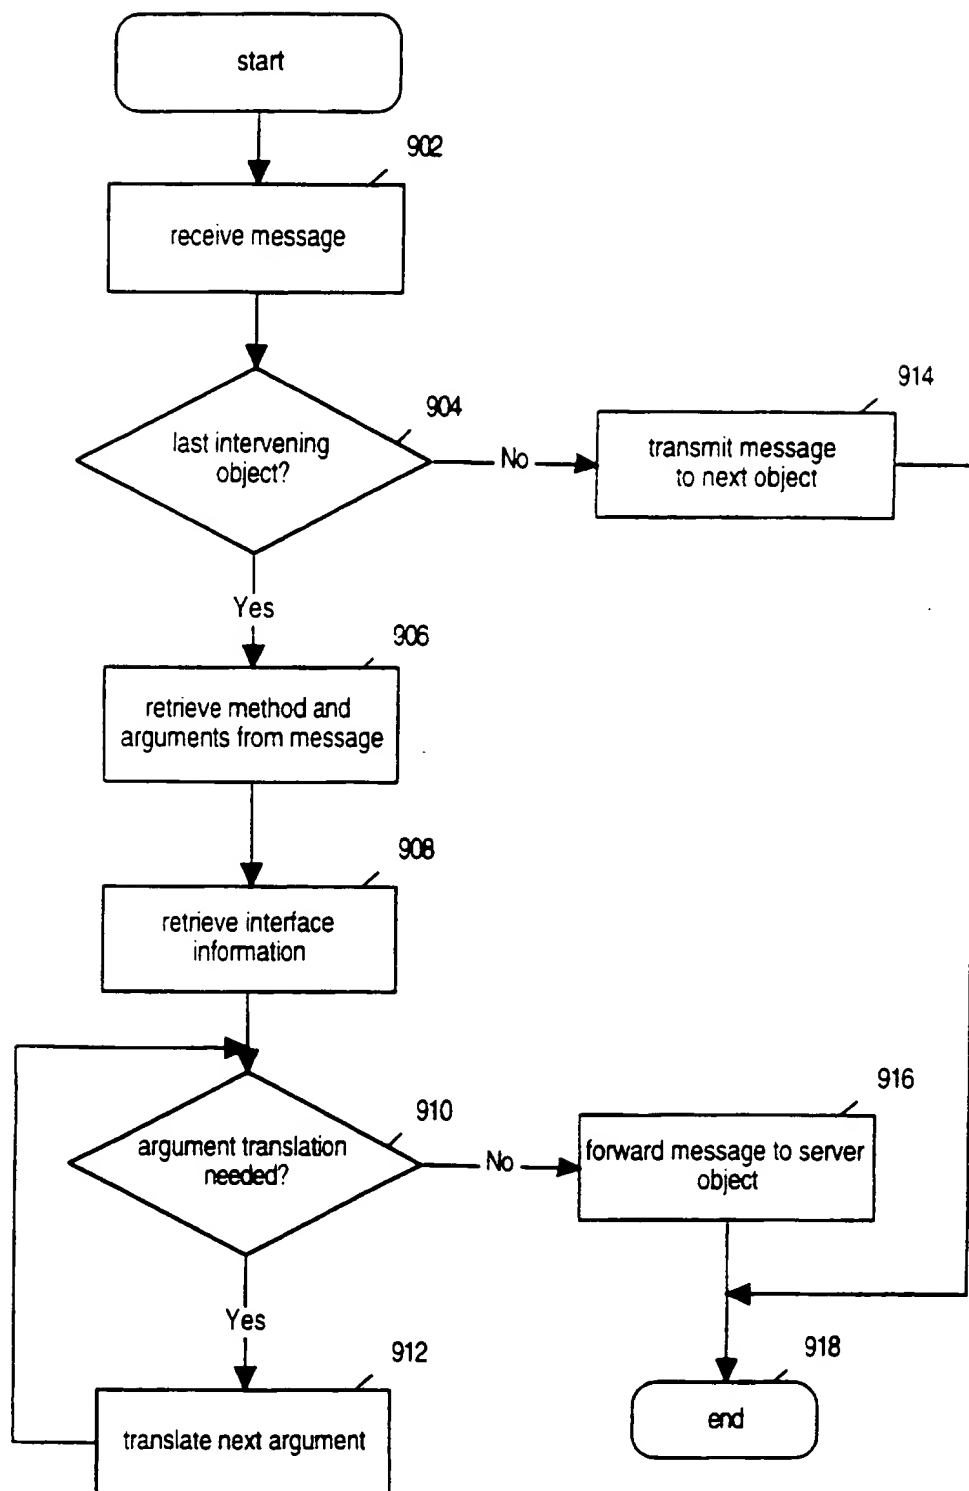 start
902
receive message
904
last intervening
object?
No
914
transmit message
to next object
Yes
906
retrieve method and
arguments from message
908
retrieve interface
information
910
argument translation
needed?
No
916
forward message to server
object
Yes
912
translate next argument
918
end